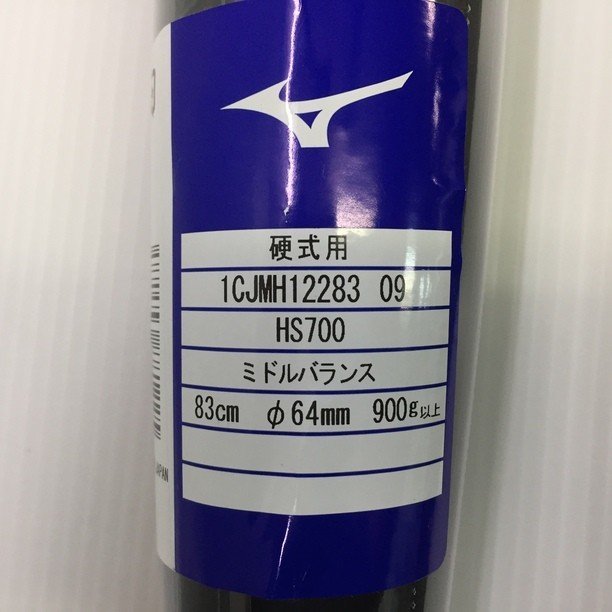 硬式用
1CJMH12283 09
HS700
ミドルバランス
83cm φ64mm 900g以上
JAPAN